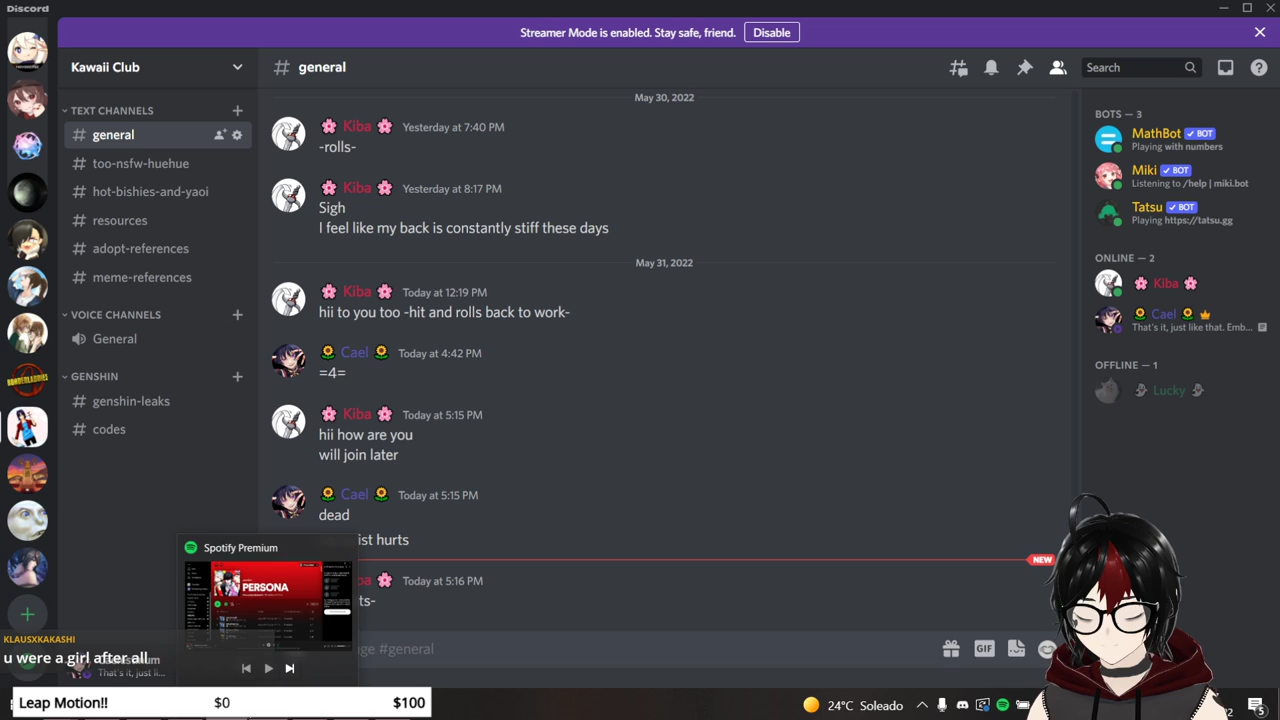 Discord
Streamer Mode is enabled. Stay safe, friend.
Disable
Kawaii Club
general
Search
TEXT CHANNELS
general
too-nsfw-huehue
hot-bishies-and-yaoi
resources
adopt-references
meme-references
VOICE CHANNELS
General
GENSHIN
genshin-leaks
codes
May 30, 2022
🌸 Kiba 🌸 Yesterday at 7:40 PM
-rolls-
🌸 Kiba 🌸 Yesterday at 8:17 PM
Sigh
I feel like my back is constantly stiff these days
May 31, 2022
🌸 Kiba 🌸 Today at 12:19 PM
hii to you too -hit and rolls back to work-
🌻 Cael 🌻 Today at 4:42 PM
=4=
🌸 Kiba 🌸 Today at 5:15 PM
hii how are you
will join later
🌻 Cael 🌻 Today at 5:15 PM
dead
ist hurts
NEW
ba 🌸 Today at 5:16 PM
ts-
ge #general
GIF
BOTS — 3
MathBot ✓ BOT
Playing with numbers
Miki ✓ BOT
Listening to /help | miki.bot
Tatsu ✓ BOT
Playing https://tatsu.gg
ONLINE — 2
🌸 Kiba 🌸
🌻 Cael 🌻
That's it, just like that. Emb...
OFFLINE — 1
Lucky
Spotify Premium
PERSONA
KLAUSXKAKASHI
u were a girl after all
That's it, just li...
Leap Motion!! $0 $100
24°C Soleado
5